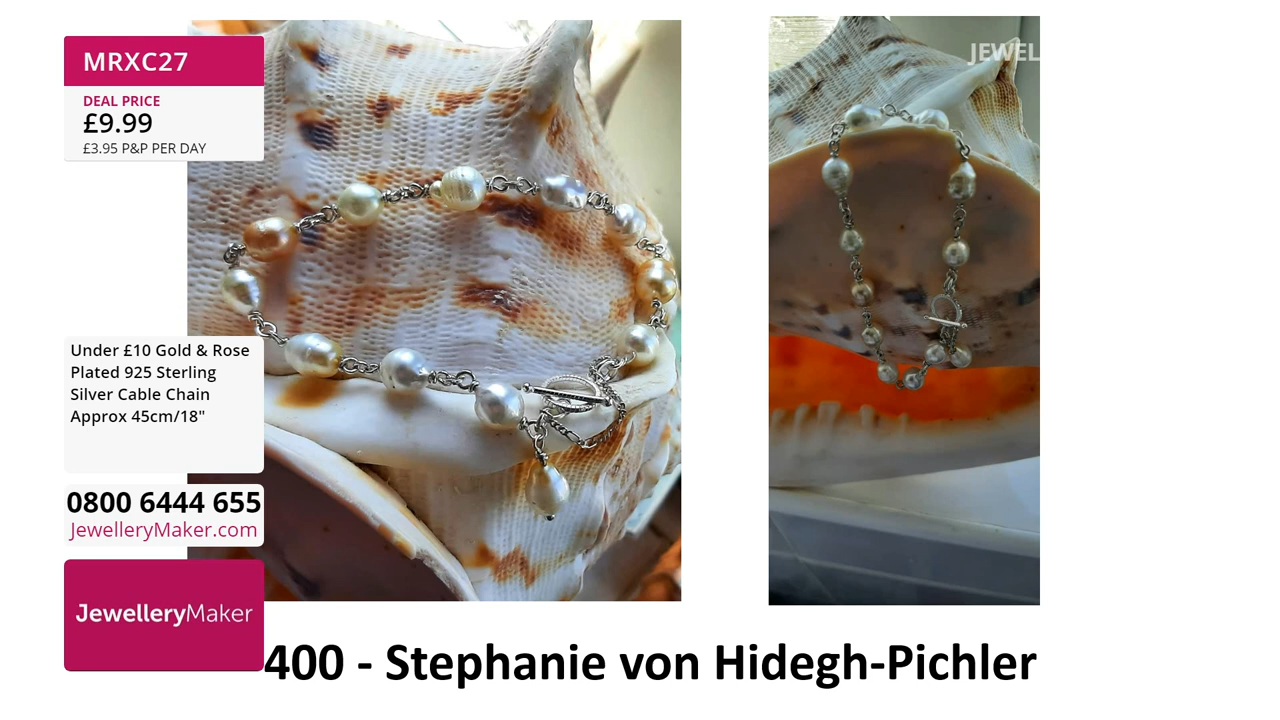 MRXC27
DEAL PRICE
£9.99
£3.95 P&P PER DAY
Under £10 Gold & Rose
Plated 925 Sterling
Silver Cable Chain
Approx 45cm/18"
0800 6444 655
JewelleryMaker.com
JewelleryMaker
JEWEL
400 - Stephanie von Hidegh-Pichler